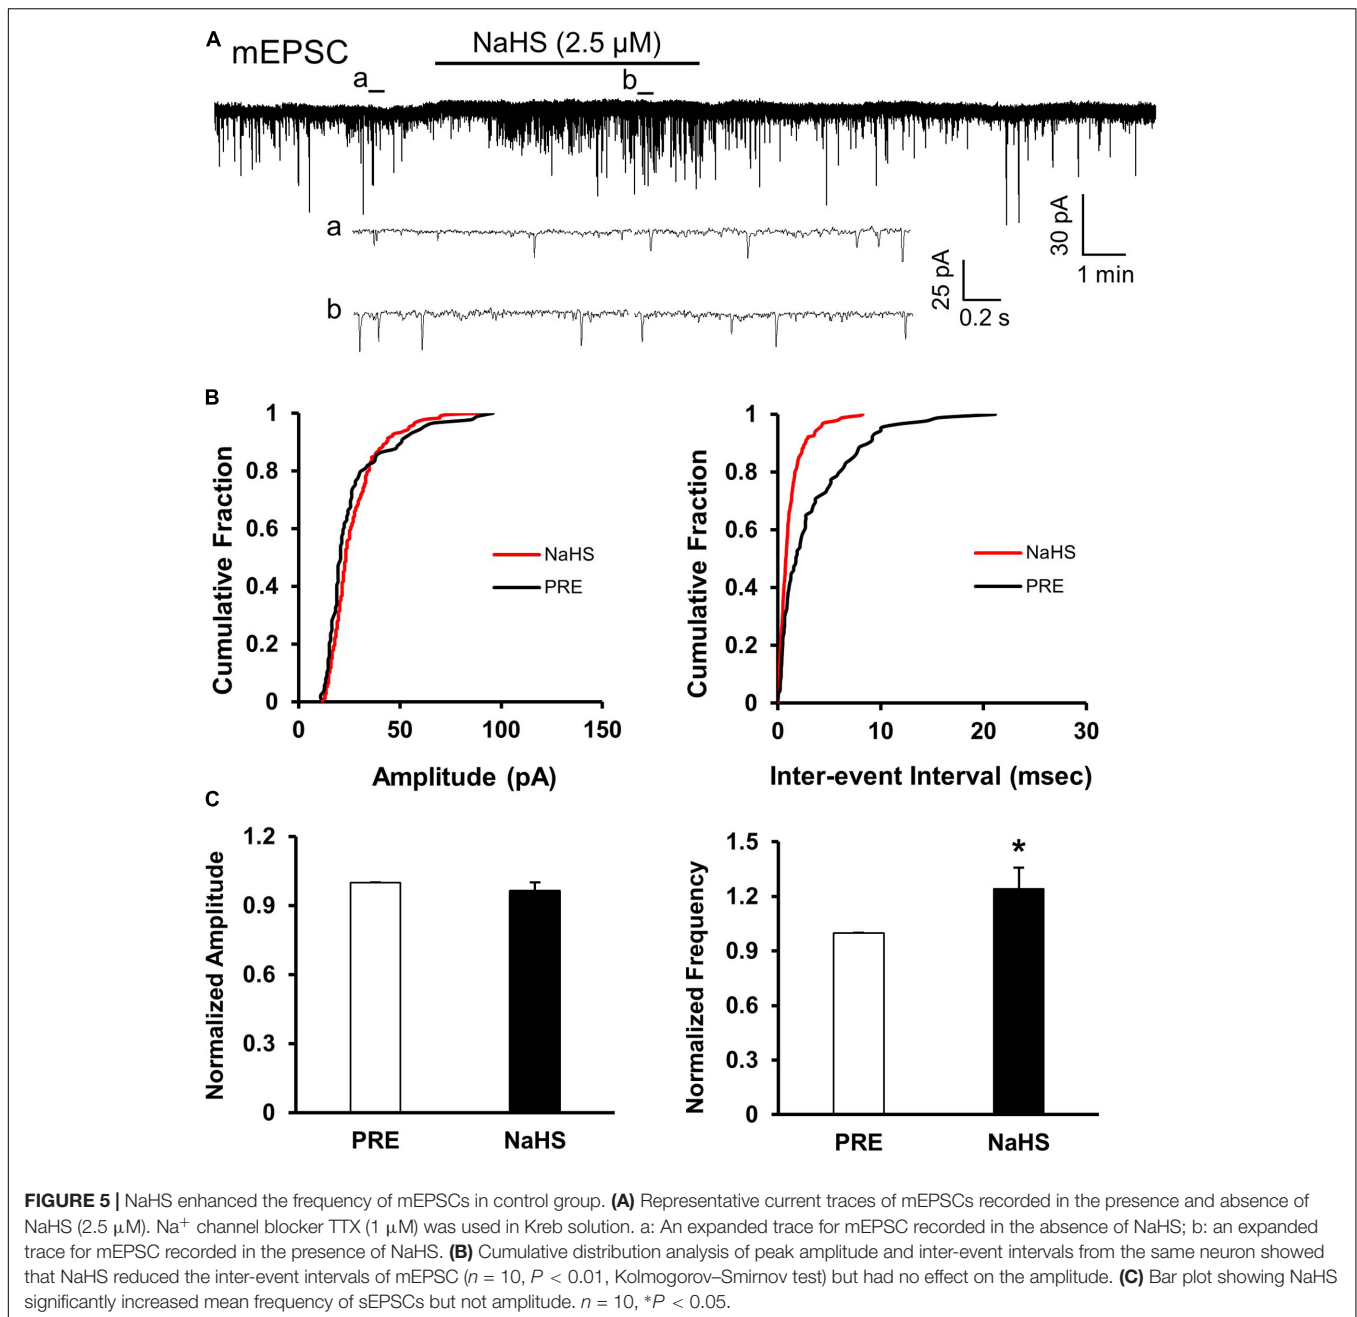 A
mEPSC
NaHS (2.5 µM)
a
b
a
30 pA
1 min
25 pA
0.2 s
b
B
1
0.8
0.6
0.4
0.2
0
Cumulative Fraction
NaHS
PRE
0 50 100 150
Amplitude (pA)
1
0.8
0.6
0.4
0.2
0
Cumulative Fraction
NaHS
PRE
0 10 20 30
Inter-event Interval (msec)
C
1.2
0.9
0.6
0.3
0
Normalized Amplitude
PRE NaHS
1.5
1.2
0.9
0.6
0.3
0
Normalized Frequency
*
PRE NaHS
FIGURE 5 | NaHS enhanced the frequency of mEPSCs in control group. (A) Representative current traces of mEPSCs recorded in the presence and absence of
NaHS (2.5 µM). Na+ channel blocker TTX (1 µM) was used in Kreb solution. a: An expanded trace for mEPSC recorded in the absence of NaHS; b: an expanded
trace for mEPSC recorded in the presence of NaHS. (B) Cumulative distribution analysis of peak amplitude and inter-event intervals from the same neuron showed
that NaHS reduced the inter-event intervals of mEPSC (n = 10, P < 0.01, Kolmogorov–Smirnov test) but had no effect on the amplitude. (C) Bar plot showing NaHS
significantly increased mean frequency of sEPSCs but not amplitude. n = 10, *P < 0.05.